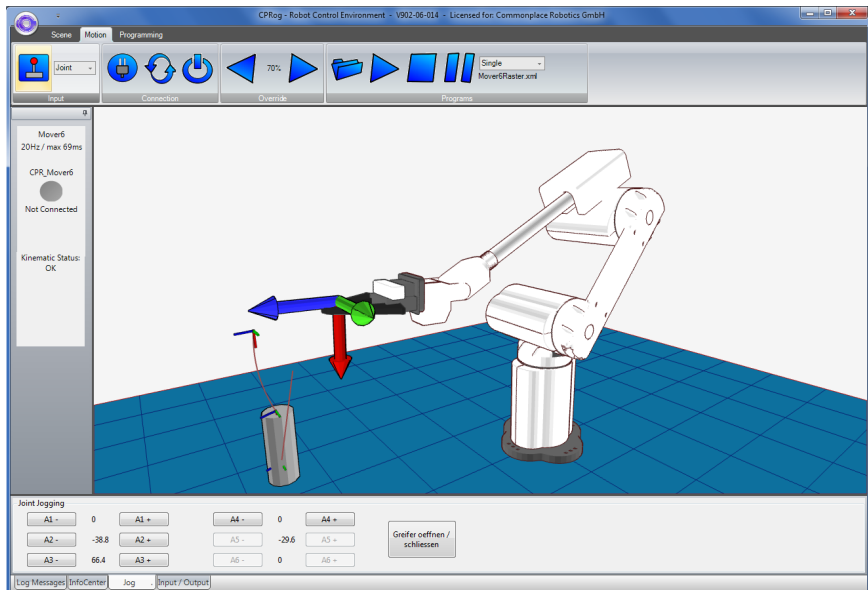 CPRog - Robot Control Environment - V902-06-014 - Licensed for: Commonplace Robotics GmbH
Scene Motion Programming
Joint
70%
Single
Mover6Raster.xml
Input Connection Override Programs
Mover6
20Hz / max 69ms
CPR_Mover6
Not Connected
Kinematic Status:
OK
Joint Jogging
A1 - 0 A1 + A4 - 0 A4 +
A2 - -38.8 A2 + A5 - -29.6 A5 +
A3 - 66.4 A3 + A6 - 0 A6 +
Greifer oeffnen /
schliessen
Log Messages InfoCenter Jog Input / Output